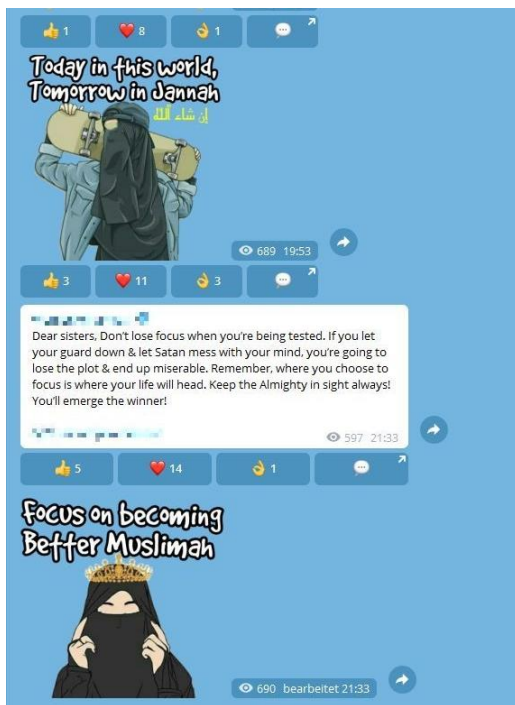 👍 1 ❤️ 8 👌 1 💬
Today in this world,
Tomorrow in Jannah
إن شاء الله
689 19:53
👍 3 ❤️ 11 👌 3 💬
Dear sisters, Don't lose focus when you're being tested. If you let
your guard down & let Satan mess with your mind, you're going to
lose the plot & end up miserable. Remember, where you choose to
focus is where your life will head. Keep the Almighty in sight always!
You'll emerge the winner!
597 21:33
👍 5 ❤️ 14 👌 1 💬
Focus on becoming
Better Muslimah
690 bearbeitet 21:33